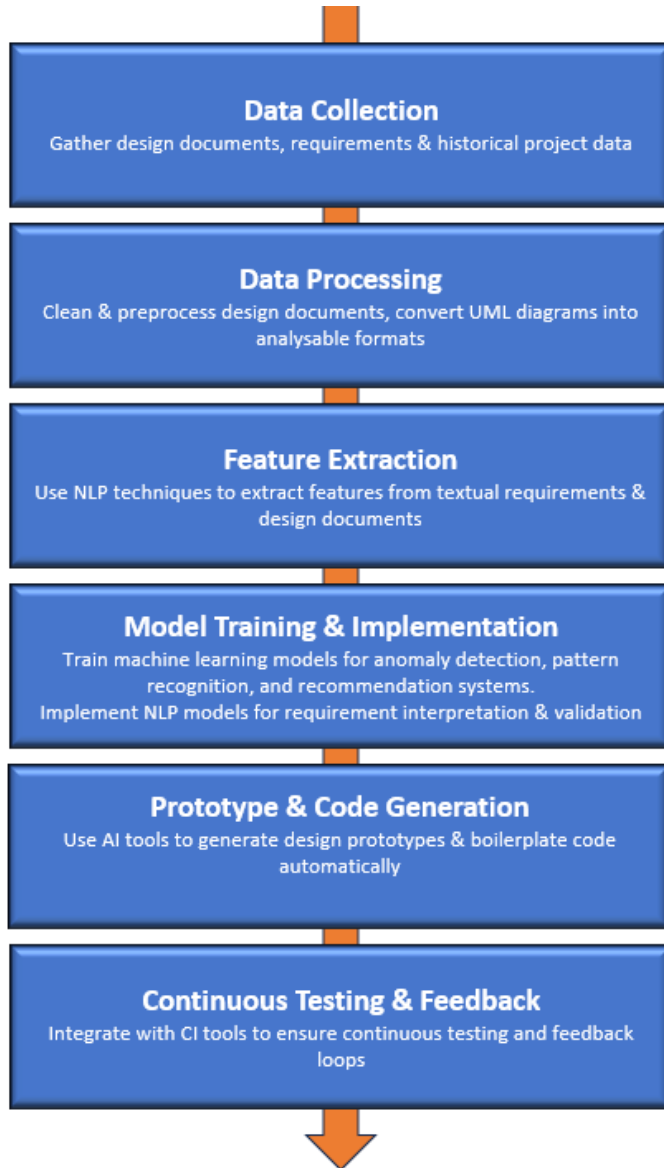 Data Collection
Gather design documents, requirements & historical project data
Data Processing
Clean & preprocess design documents, convert UML diagrams into
analysable formats
Feature Extraction
Use NLP techniques to extract features from textual requirements &
design documents
Model Training & Implementation
Train machine learning models for anomaly detection, pattern
recognition, and recommendation systems.
Implement NLP models for requirement interpretation & validation
Prototype & Code Generation
Use AI tools to generate design prototypes & boilerplate code
automatically
Continuous Testing & Feedback
Integrate with CI tools to ensure continuous testing and feedback
loops